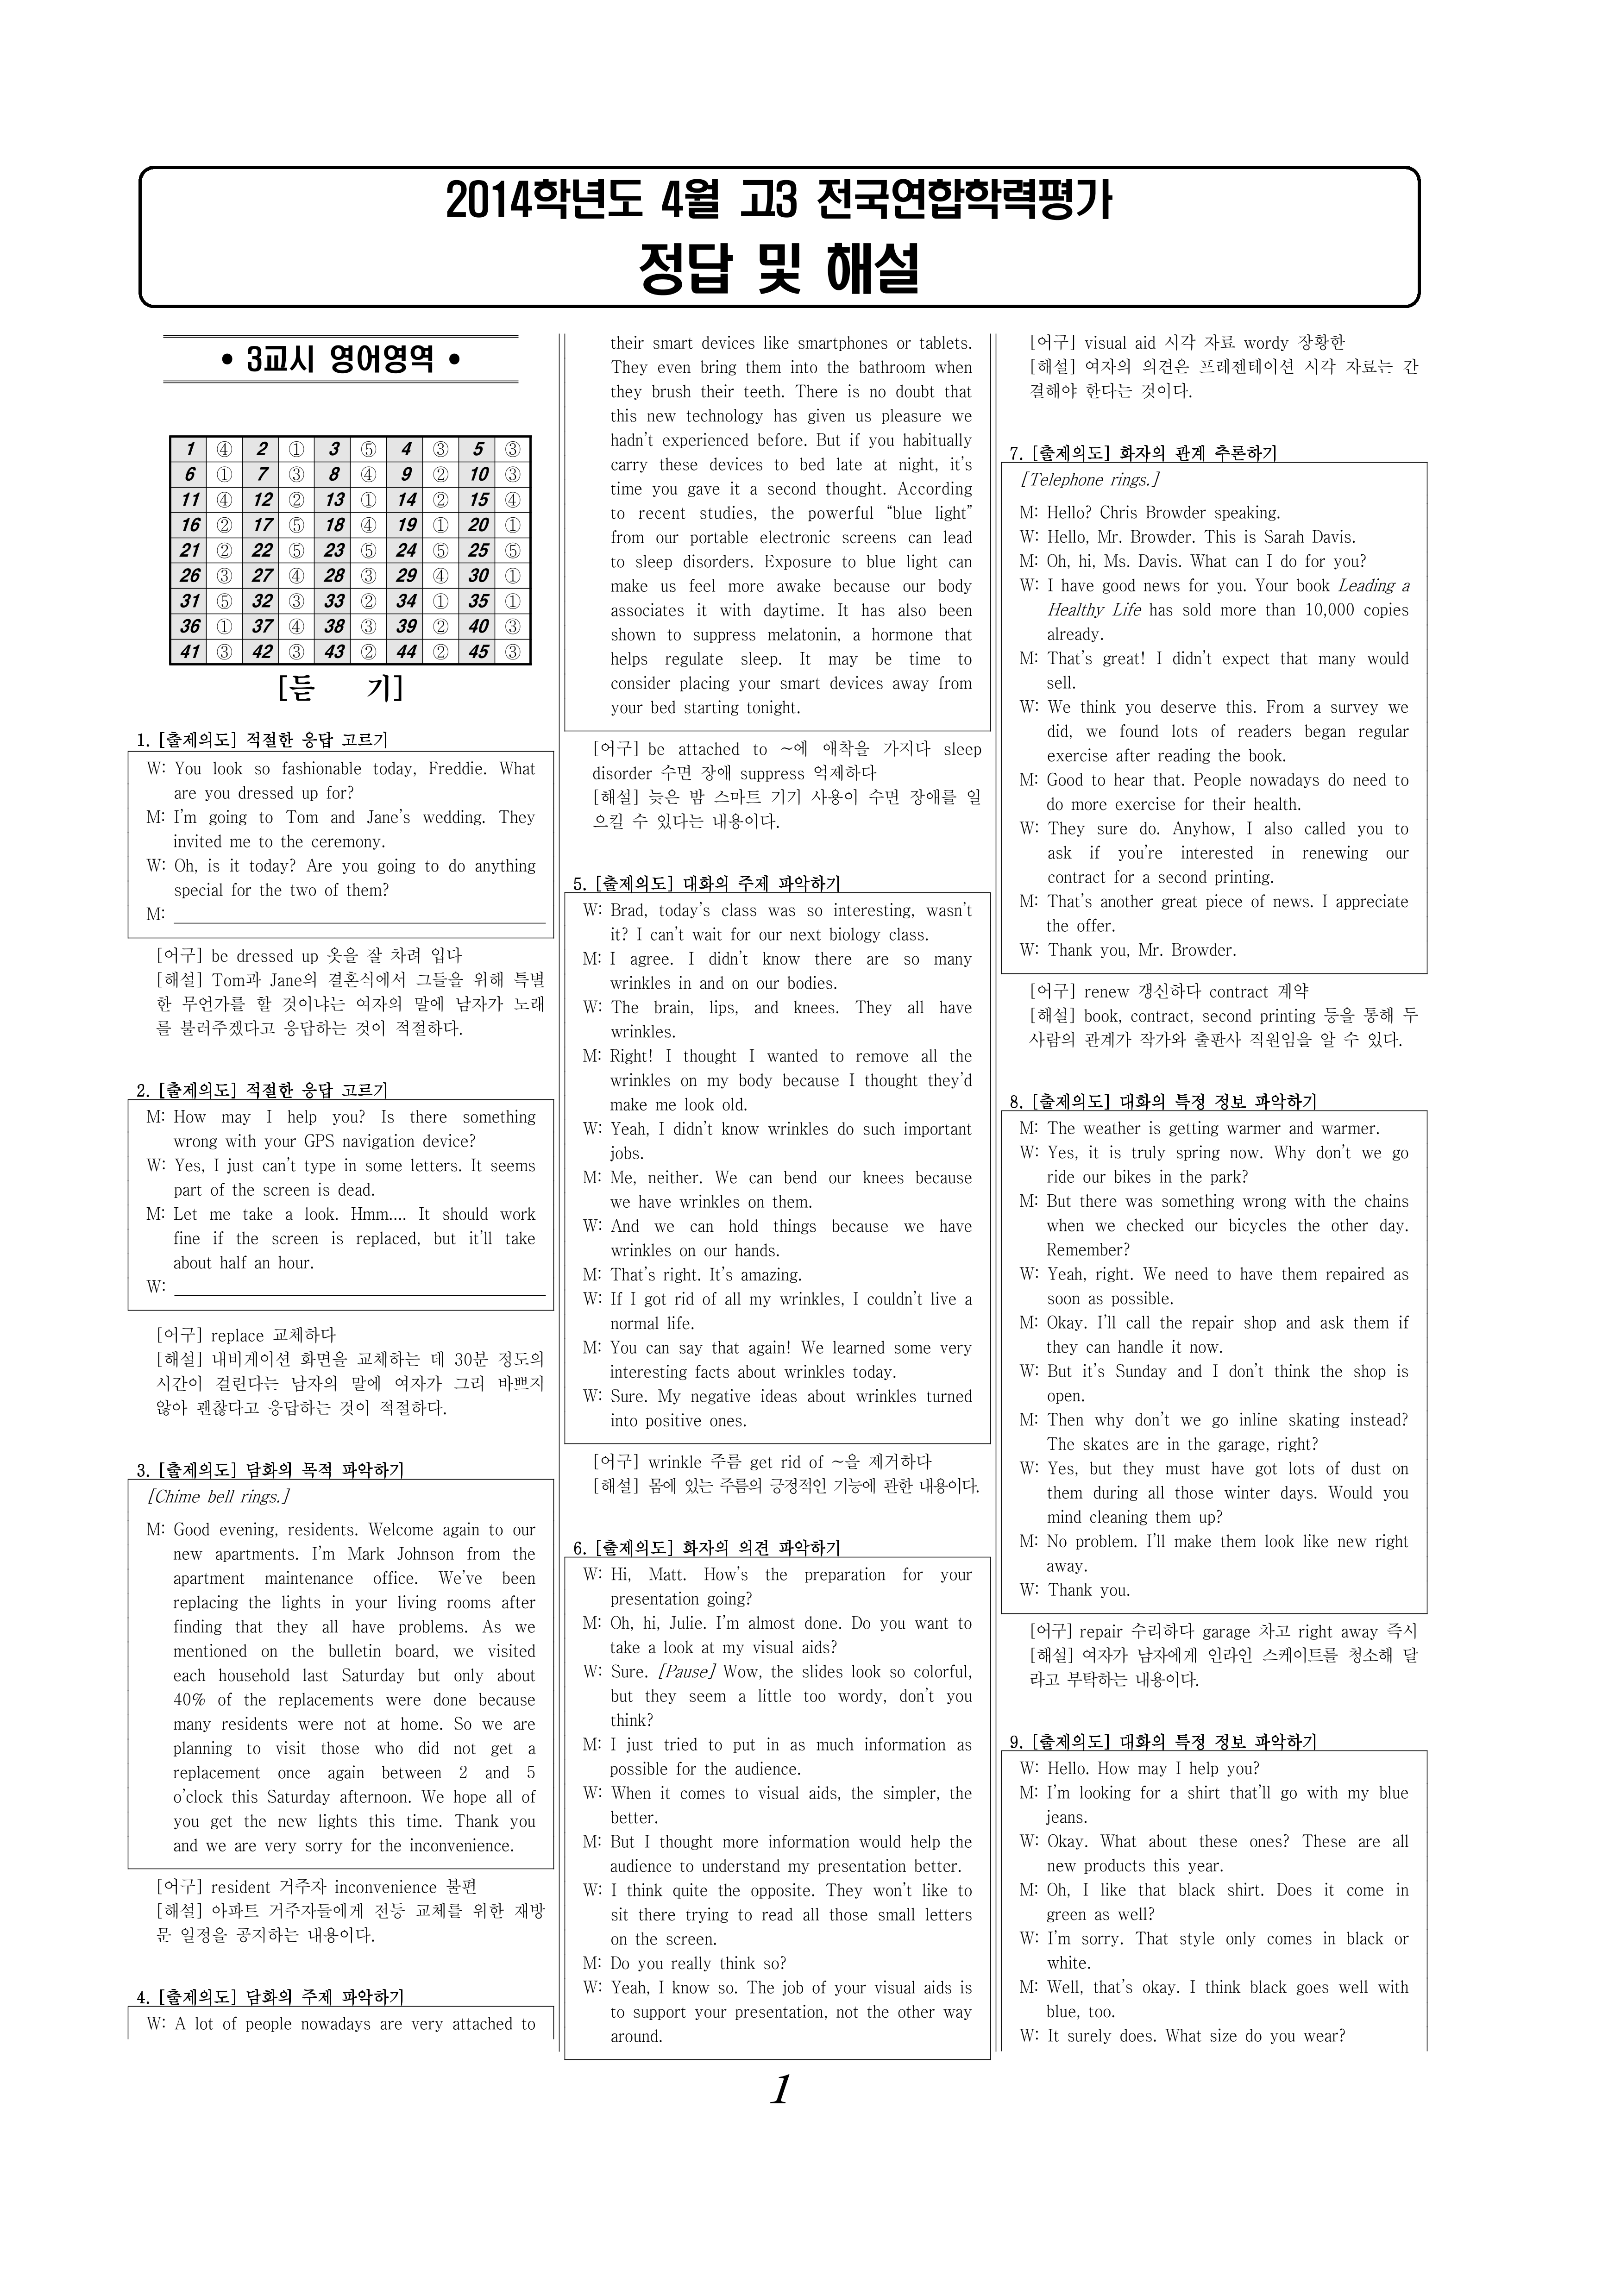 2014학년도 4월 고3 전국연합학력평가
정답 및 해설
• 3교시 영어영역 •
1 ④ 2 ① 3 ⑤ 4 ③ 5 ③
6 ① 7 ③ 8 ④ 9 ② 10 ③
11 ④ 12 ② 13 ① 14 ② 15 ④
16 ② 17 ⑤ 18 ④ 19 ① 20 ①
21 ② 22 ⑤ 23 ⑤ 24 ⑤ 25 ⑤
26 ③ 27 ④ 28 ③ 29 ④ 30 ①
31 ⑤ 32 ③ 33 ② 34 ① 35 ①
36 ① 37 ④ 38 ③ 39 ② 40 ③
41 ③ 42 ③ 43 ② 44 ② 45 ③
[듣 기]
1. [출제의도] 적절한 응답 고르기
W: You look so fashionable today, Freddie. What
are you dressed up for?
M: I'm going to Tom and Jane's wedding. They
invited me to the ceremony.
W: Oh, is it today? Are you going to do anything
special for the two of them?
M:
[어구] be dressed up 옷을 잘 차려 입다
[해설] Tom과 Jane의 결혼식에서 그들을 위해 특별
한 무언가를 할 것이냐는 여자의 말에 남자가 노래
를 불러주겠다고 응답하는 것이 적절하다.
2. [출제의도] 적절한 응답 고르기
M: How may I help you? Is there something
wrong with your GPS navigation device?
W: Yes, I just can't type in some letters. It seems
part of the screen is dead.
M: Let me take a look. Hmm.... It should work
fine if the screen is replaced, but it'll take
about half an hour.
W:
[어구] replace 교체하다
[해설] 내비게이션 화면을 교체하는 데 30분 정도의
시간이 걸린다는 남자의 말에 여자가 그리 바쁘지
않아 괜찮다고 응답하는 것이 적절하다.
3. [출제의도] 담화의 목적 파악하기
[Chime bell rings.]
M: Good evening, residents. Welcome again to our
new apartments. I'm Mark Johnson from the
apartment maintenance office. We've been
replacing the lights in your living rooms after
finding that they all have problems. As we
mentioned on the bulletin board, we visited
each household last Saturday but only about
40% of the replacements were done because
many residents were not at home. So we are
planning to visit those who did not get a
replacement once again between 2 and 5
o'clock this Saturday afternoon. We hope all of
you get the new lights this time. Thank you
and we are very sorry for the inconvenience.
[어구] resident 거주자 inconvenience 불편
[해설] 아파트 거주자들에게 전등 교체를 위한 재방
문 일정을 공지하는 내용이다.
4. [출제의도] 담화의 주제 파악하기
W: A lot of people nowadays are very attached to
their smart devices like smartphones or tablets.
They even bring them into the bathroom when
they brush their teeth. There is no doubt that
this new technology has given us pleasure we
hadn't experienced before. But if you habitually
carry these devices to bed late at night, it's
time you gave it a second thought. According
to recent studies, the powerful “blue light”
from our portable electronic screens can lead
to sleep disorders. Exposure to blue light can
make us feel more awake because our body
associates it with daytime. It has also been
shown to suppress melatonin, a hormone that
helps regulate sleep. It may be time to
consider placing your smart devices away from
your bed starting tonight.
[어구] be attached to ~에 애착을 가지다 sleep
disorder 수면 장애 suppress 억제하다
[해설] 늦은 밤 스마트 기기 사용이 수면 장애를 일
으킬 수 있다는 내용이다.
5. [출제의도] 대화의 주제 파악하기
W: Brad, today's class was so interesting, wasn't
it? I can't wait for our next biology class.
M: I agree. I didn't know there are so many
wrinkles in and on our bodies.
W: The brain, lips, and knees. They all have
wrinkles.
M: Right! I thought I wanted to remove all the
wrinkles on my body because I thought they'd
make me look old.
W: Yeah, I didn't know wrinkles do such important
jobs.
M: Me, neither. We can bend our knees because
we have wrinkles on them.
W: And we can hold things because we have
wrinkles on our hands.
M: That's right. It's amazing.
W: If I got rid of all my wrinkles, I couldn't live a
normal life.
M: You can say that again! We learned some very
interesting facts about wrinkles today.
W: Sure. My negative ideas about wrinkles turned
into positive ones.
[어구] wrinkle 주름 get rid of ~을 제거하다
[해설] 몸에 있는 주름의 긍정적인 기능에 관한 내용이다.
6. [출제의도] 화자의 의견 파악하기
W: Hi, Matt. How's the preparation for your
presentation going?
M: Oh, hi, Julie. I'm almost done. Do you want to
take a look at my visual aids?
W: Sure. [Pause] Wow, the slides look so colorful,
but they seem a little too wordy, don't you
think?
M: I just tried to put in as much information as
possible for the audience.
W: When it comes to visual aids, the simpler, the
better.
M: But I thought more information would help the
audience to understand my presentation better.
W: I think quite the opposite. They won't like to
sit there trying to read all those small letters
on the screen.
M: Do you really think so?
W: Yeah, I know so. The job of your visual aids is
to support your presentation, not the other way
around.
[어구] visual aid 시각 자료 wordy 장황한
[해설] 여자의 의견은 프레젠테이션 시각 자료는 간
결해야 한다는 것이다.
7. [출제의도] 화자의 관계 추론하기
[Telephone rings.]
M: Hello? Chris Browder speaking.
W: Hello, Mr. Browder. This is Sarah Davis.
M: Oh, hi, Ms. Davis. What can I do for you?
W: I have good news for you. Your book Leading a
Healthy Life has sold more than 10,000 copies
already.
M: That's great! I didn't expect that many would
sell.
W: We think you deserve this. From a survey we
did, we found lots of readers began regular
exercise after reading the book.
M: Good to hear that. People nowadays do need to
do more exercise for their health.
W: They sure do. Anyhow, I also called you to
ask if you're interested in renewing our
contract for a second printing.
M: That's another great piece of news. I appreciate
the offer.
W: Thank you, Mr. Browder.
[어구] renew 갱신하다 contract 계약
[해설] book, contract, second printing 등을 통해 두
사람의 관계가 작가와 출판사 직원임을 알 수 있다.
8. [출제의도] 대화의 특정 정보 파악하기
M: The weather is getting warmer and warmer.
W: Yes, it is truly spring now. Why don't we go
ride our bikes in the park?
M: But there was something wrong with the chains
when we checked our bicycles the other day.
Remember?
W: Yeah, right. We need to have them repaired as
soon as possible.
M: Okay. I'll call the repair shop and ask them if
they can handle it now.
W: But it's Sunday and I don't think the shop is
open.
M: Then why don't we go inline skating instead?
The skates are in the garage, right?
W: Yes, but they must have got lots of dust on
them during all those winter days. Would you
mind cleaning them up?
M: No problem. I'll make them look like new right
away.
W: Thank you.
[어구] repair 수리하다 garage 차고 right away 즉시
[해설] 여자가 남자에게 인라인 스케이트를 청소해 달
라고 부탁하는 내용이다.
9. [출제의도] 대화의 특정 정보 파악하기
W: Hello. How may I help you?
M: I'm looking for a shirt that'll go with my blue
jeans.
W: Okay. What about these ones? These are all
new products this year.
M: Oh, I like that black shirt. Does it come in
green as well?
W: I'm sorry. That style only comes in black or
white.
M: Well, that's okay. I think black goes well with
blue, too.
W: It surely does. What size do you wear?
1